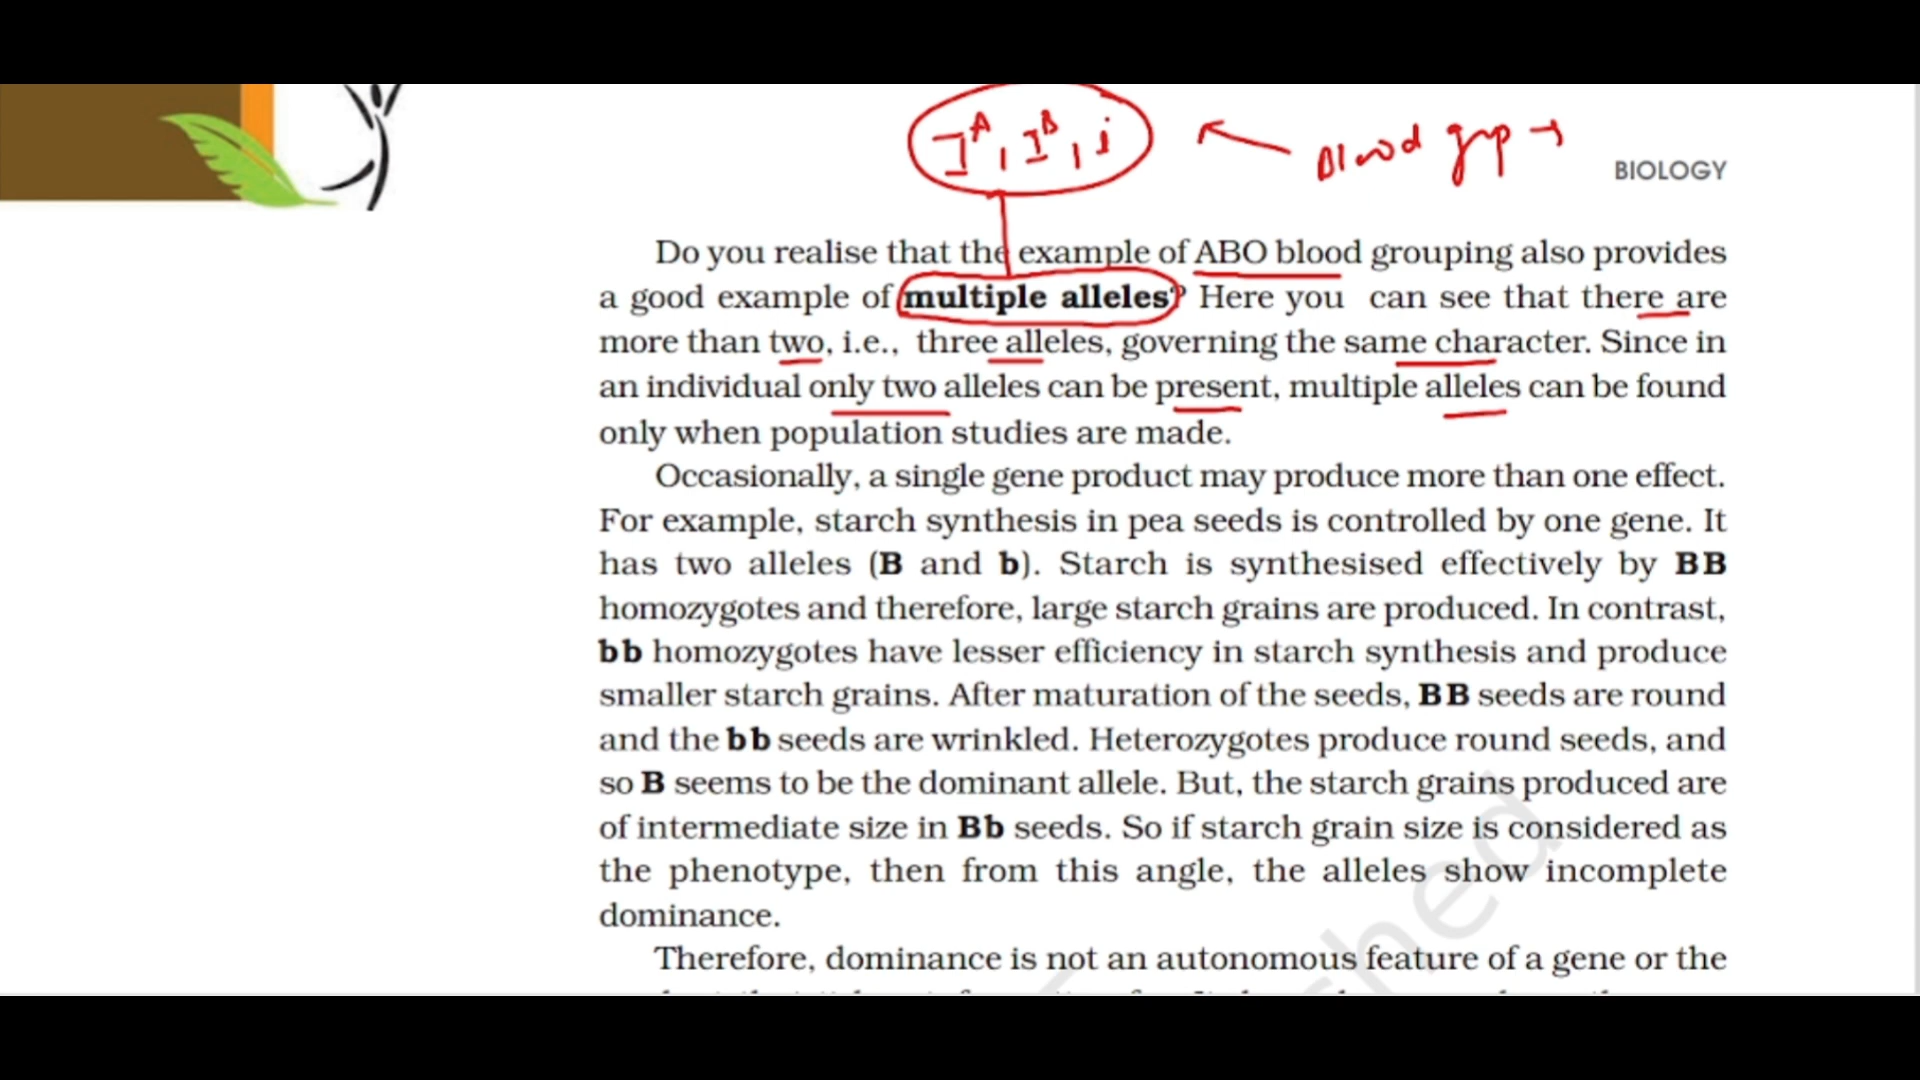 I^A, I^B, i
Blood grp →
BIOLOGY
Do you realise that the example of ABO blood grouping also provides
a good example of multiple alleles? Here you can see that there are
more than two, i.e., three alleles, governing the same character. Since in
an individual only two alleles can be present, multiple alleles can be found
only when population studies are made.
Occasionally, a single gene product may produce more than one effect.
For example, starch synthesis in pea seeds is controlled by one gene. It
has two alleles (B and b). Starch is synthesised effectively by BB
homozygotes and therefore, large starch grains are produced. In contrast,
bb homozygotes have lesser efficiency in starch synthesis and produce
smaller starch grains. After maturation of the seeds, BB seeds are round
and the bb seeds are wrinkled. Heterozygotes produce round seeds, and
so B seems to be the dominant allele. But, the starch grains produced are
of intermediate size in Bb seeds. So if starch grain size is considered as
the phenotype, then from this angle, the alleles show incomplete
dominance.
Therefore, dominance is not an autonomous feature of a gene or the